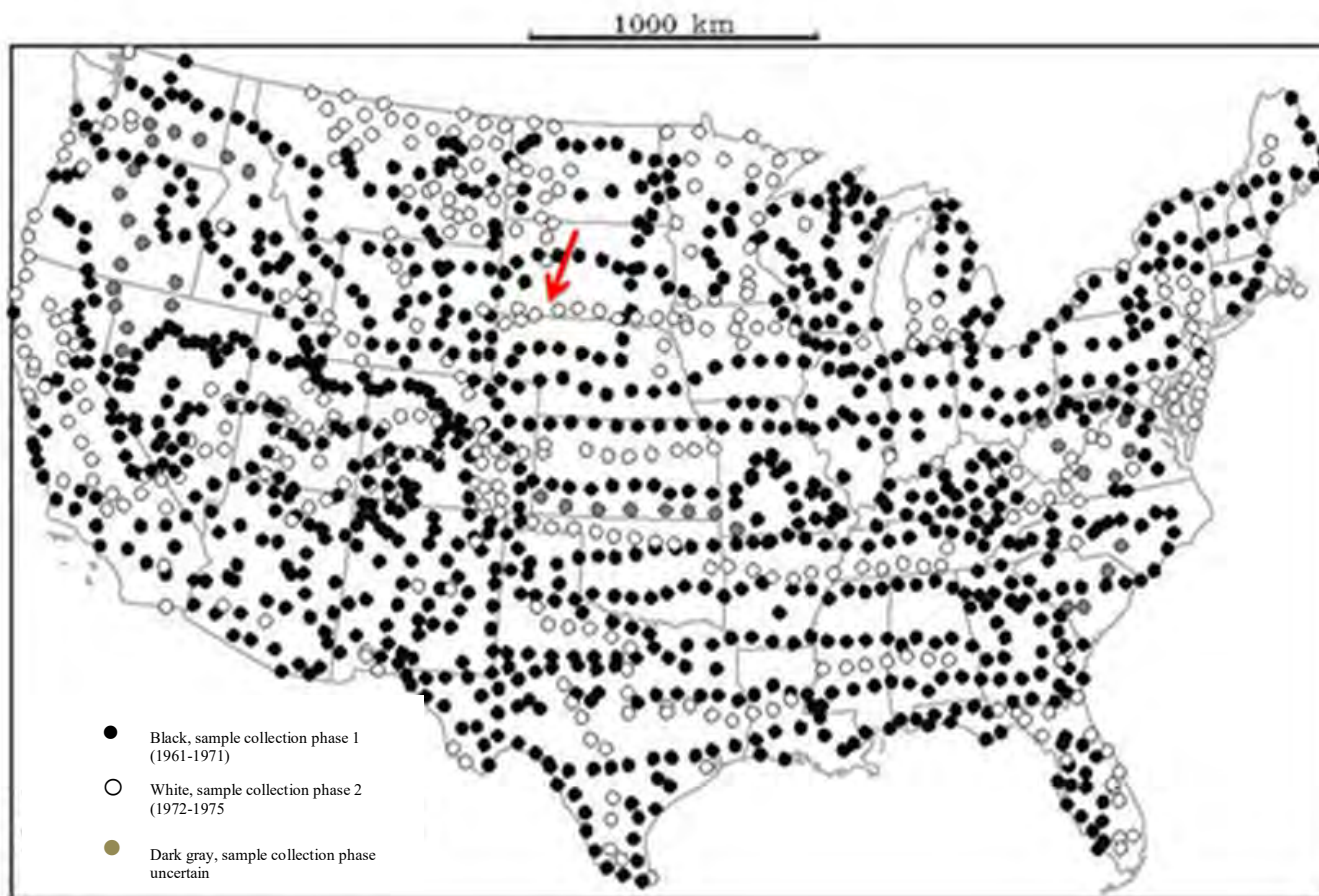 1000 km
Black, sample collection phase 1
(1961-1971)
White, sample collection phase 2
(1972-1975
Dark gray, sample collection phase
uncertain